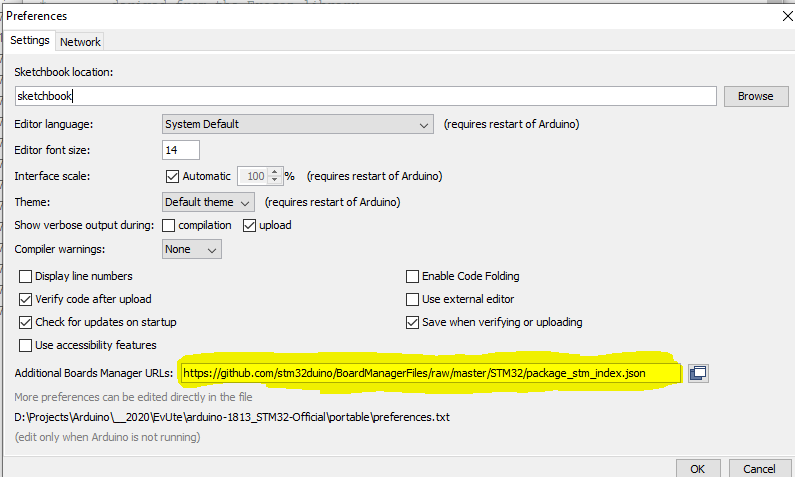 Preferences
Settings Network
Sketchbook location:
sketchbook Browse
Editor language: System Default (requires restart of Arduino)
Editor font size: 14
Interface scale: Automatic 100 % (requires restart of Arduino)
Theme: Default theme (requires restart of Arduino)
Show verbose output during: compilation upload
Compiler warnings: None
Display line numbers Enable Code Folding
Verify code after upload Use external editor
Check for updates on startup Save when verifying or uploading
Use accessibility features
Additional Boards Manager URLs: https://github.com/stm32duino/BoardManagerFiles/raw/master/STM32/package_stm_index.json
More preferences can be edited directly in the file
D:\Projects\Arduino\__2020\EvUte\arduino-1813_STM32-Official\portable\preferences.txt
(edit only when Arduino is not running)
OK Cancel